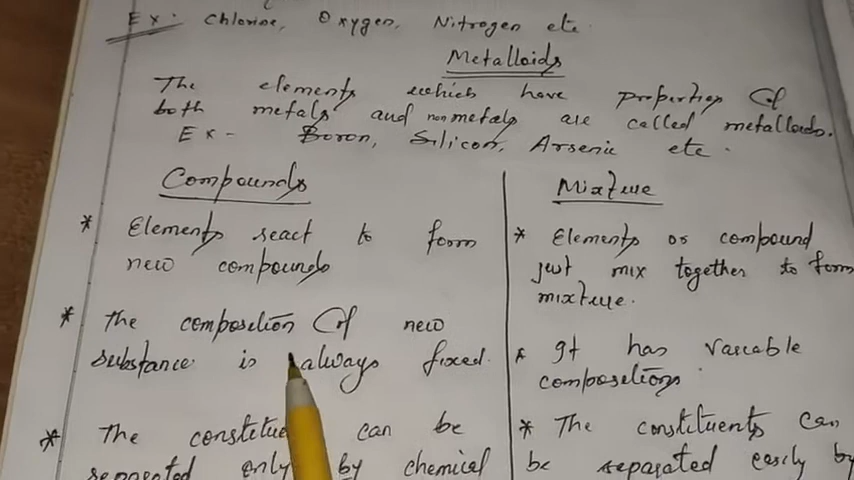 Ex: Chlorine, Oxygen, Nitrogen etc.
Metalloids
The elements which have properties Of
both metals and nonmetals are called metalloids.
Ex- Boron, Silicon, Arsenic etc.
Compounds
* Elements react to form
new compounds
* The composition Of new
substance is always fixed.
* The constitue can be
separated only by chemical
Mixture
* Elements or compound
just mix together to form
mixture.
* It has variable
compositions.
* The constituents can
be separated easily by